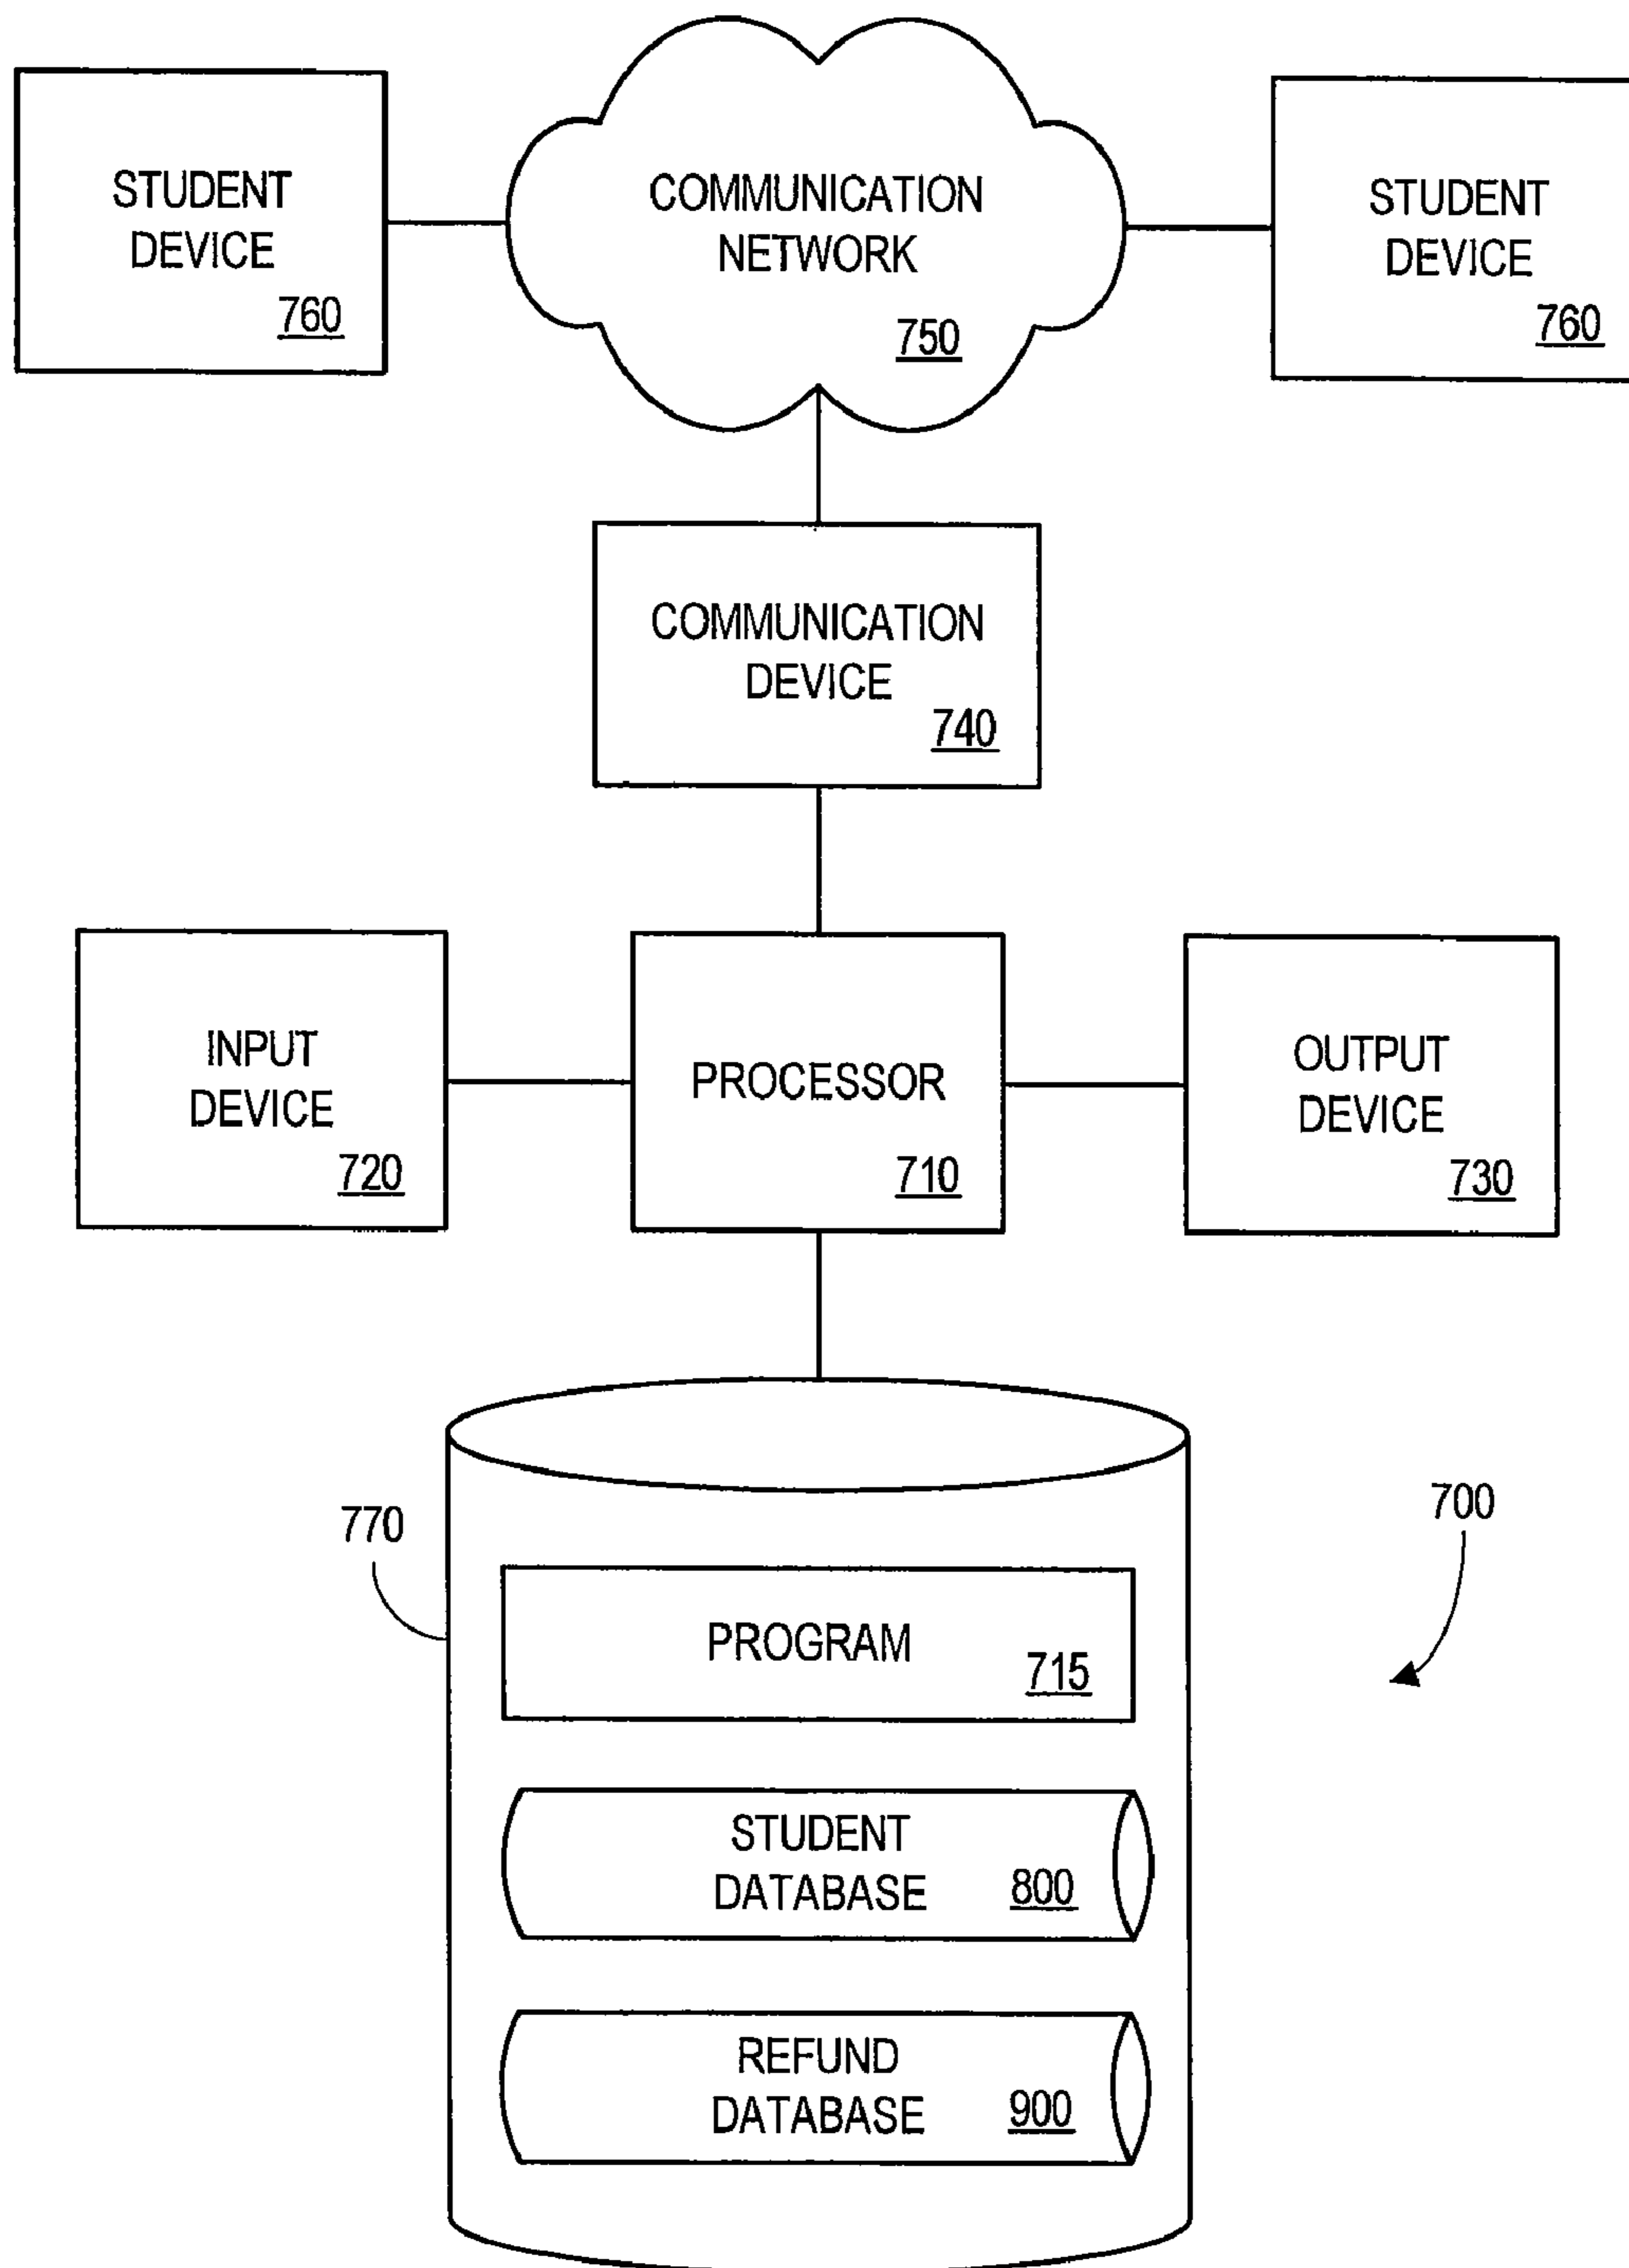 STUDENT
DEVICE
760
COMMUNICATION
NETWORK
750
STUDENT
DEVICE
760
COMMUNICATION
DEVICE
740
INPUT
DEVICE
720
PROCESSOR
710
OUTPUT
DEVICE
730
770
700
PROGRAM
715
STUDENT
DATABASE
800
REFUND
DATABASE
900